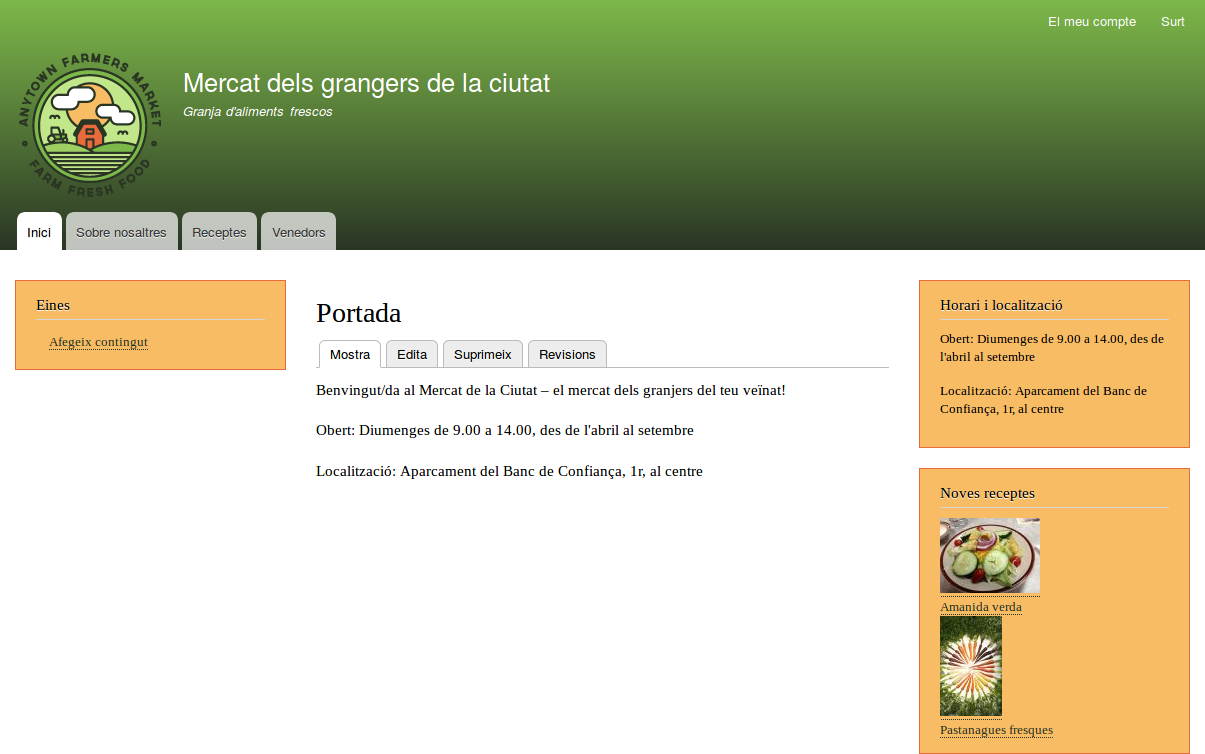 El meu compte
Surt
ANYTOWN FARMERS MARKET
FARM FRESH FOOD
Mercat dels grangers de la ciutat
Granja d'aliments frescos
Inici
Sobre nosaltres
Receptes
Venedors
Eines
Afegeix contingut
Portada
Mostra
Edita
Suprimeix
Revisions
Benvingut/da al Mercat de la Ciutat – el mercat dels granjers del teu veïnat!
Obert: Diumenges de 9.00 a 14.00, des de l'abril al setembre
Localització: Aparcament del Banc de Confiança, 1r, al centre
Horari i localització
Obert: Diumenges de 9.00 a 14.00, des de
l'abril al setembre
Localització: Aparcament del Banc de
Confiança, 1r, al centre
Noves receptes
Amanida verda
Pastanagues fresques